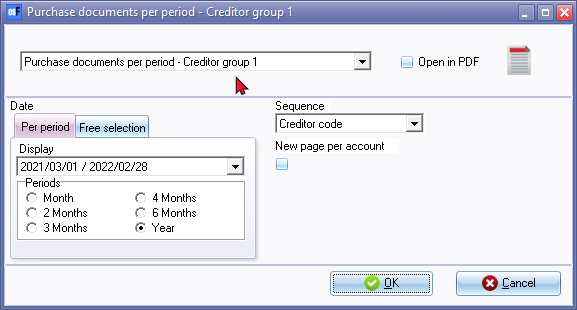 Purchase documents per period - Creditor group 1
Purchase documents per period - Creditor group 1
Open in PDF
Date
Per period
Free selection
Display
2021/03/01 / 2022/02/28
Periods
Month
4 Months
2 Months
6 Months
3 Months
Year
Sequence
Creditor code
New page per account
OK
Cancel